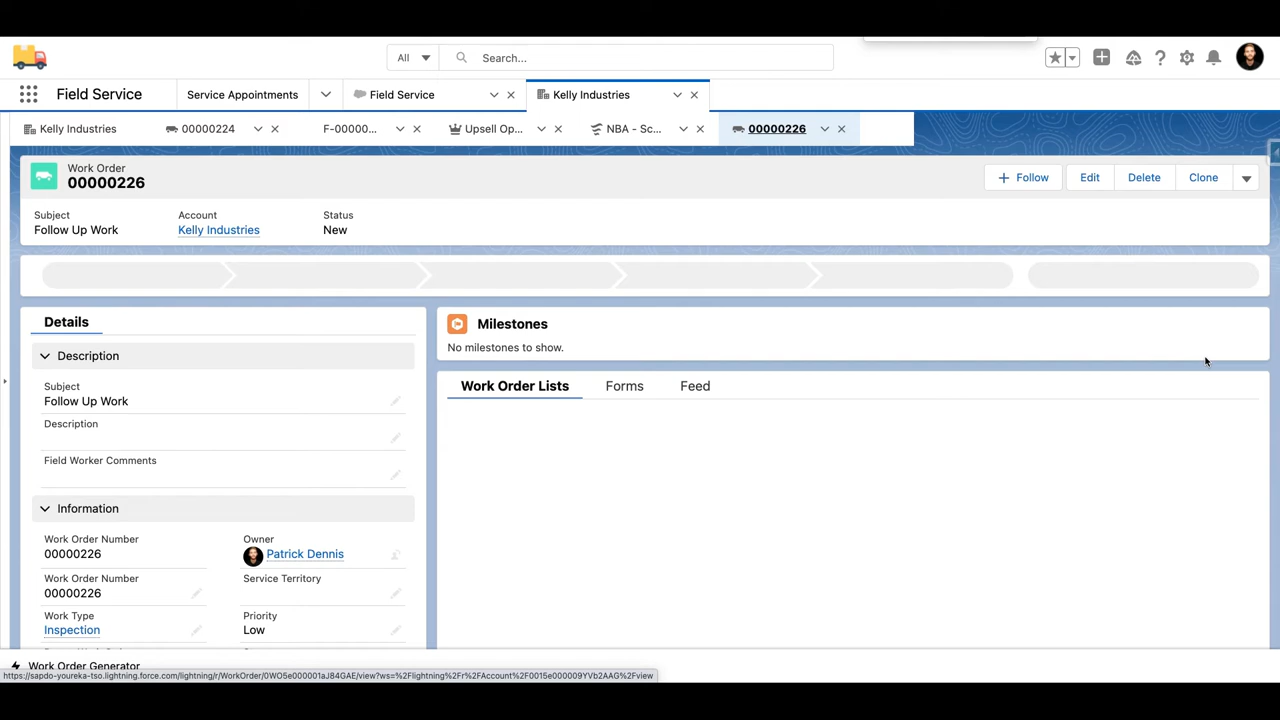 All
Search...
Field Service
Service Appointments
Field Service
Kelly Industries
Kelly Industries
00000224
F-00000...
Upsell Op...
NBA - Sc...
00000226
Work Order
00000226
Follow
Edit
Delete
Clone
Subject
Account
Status
Follow Up Work
Kelly Industries
New
Details
Description
Subject
Follow Up Work
Description
Field Worker Comments
Information
Work Order Number
Owner
00000226
Patrick Dennis
Work Order Number
Service Territory
00000226
Work Type
Priority
Inspection
Low
Milestones
No milestones to show.
Work Order Lists
Forms
Feed
Work Order Generator
https://sapdo-youreka-tso.lightning.force.com/lightning/r/WorkOrder/0WO5e000001aJ84GAE/view?ws=%2Flightning%2Fr%2FAccount%2F0015e000009YVb2AAG%2Fview